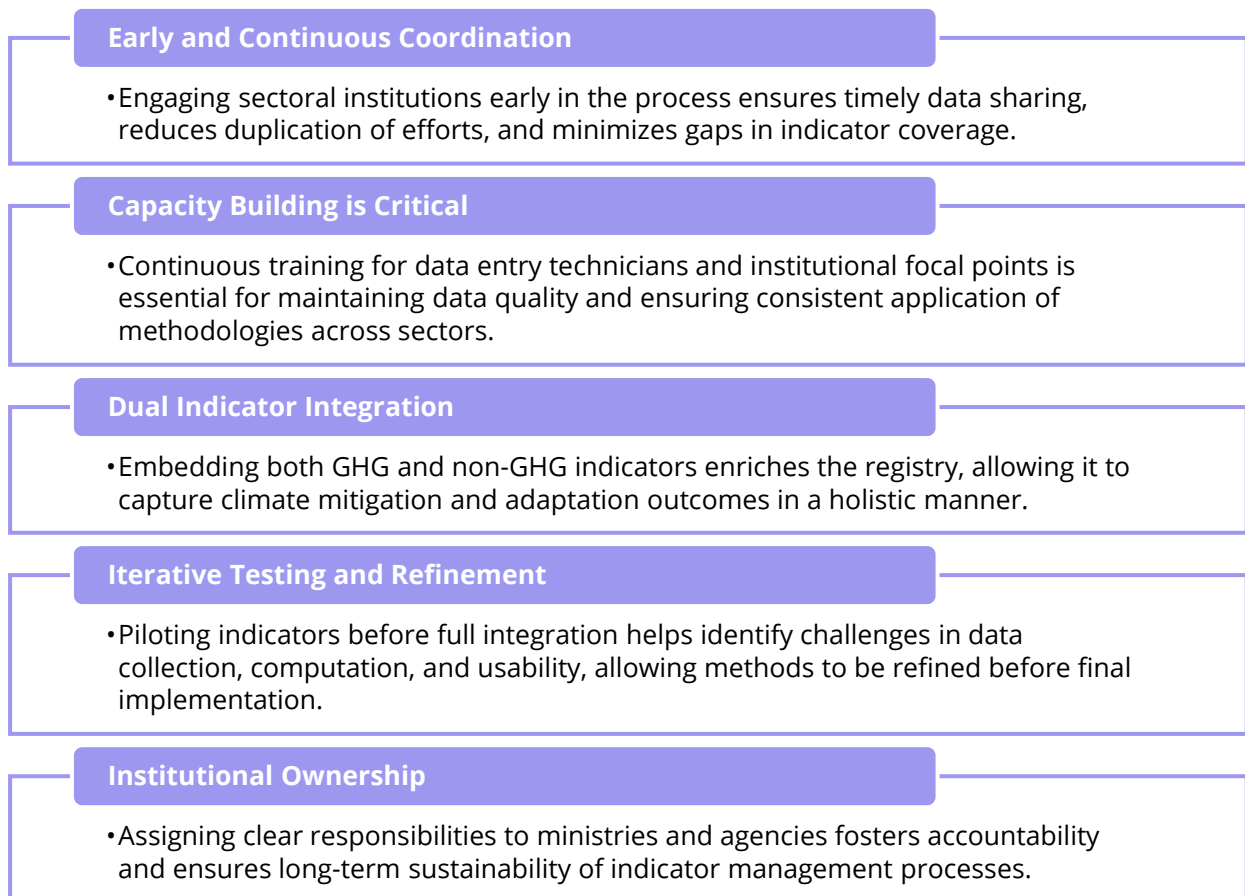 Early and Continuous Coordination
•Engaging sectoral institutions early in the process ensures timely data sharing,
reduces duplication of efforts, and minimizes gaps in indicator coverage.
Capacity Building is Critical
•Continuous training for data entry technicians and institutional focal points is
essential for maintaining data quality and ensuring consistent application of
methodologies across sectors.
Dual Indicator Integration
•Embedding both GHG and non-GHG indicators enriches the registry, allowing it to
capture climate mitigation and adaptation outcomes in a holistic manner.
Iterative Testing and Refinement
•Piloting indicators before full integration helps identify challenges in data
collection, computation, and usability, allowing methods to be refined before final
implementation.
Institutional Ownership
•Assigning clear responsibilities to ministries and agencies fosters accountability
and ensures long-term sustainability of indicator management processes.